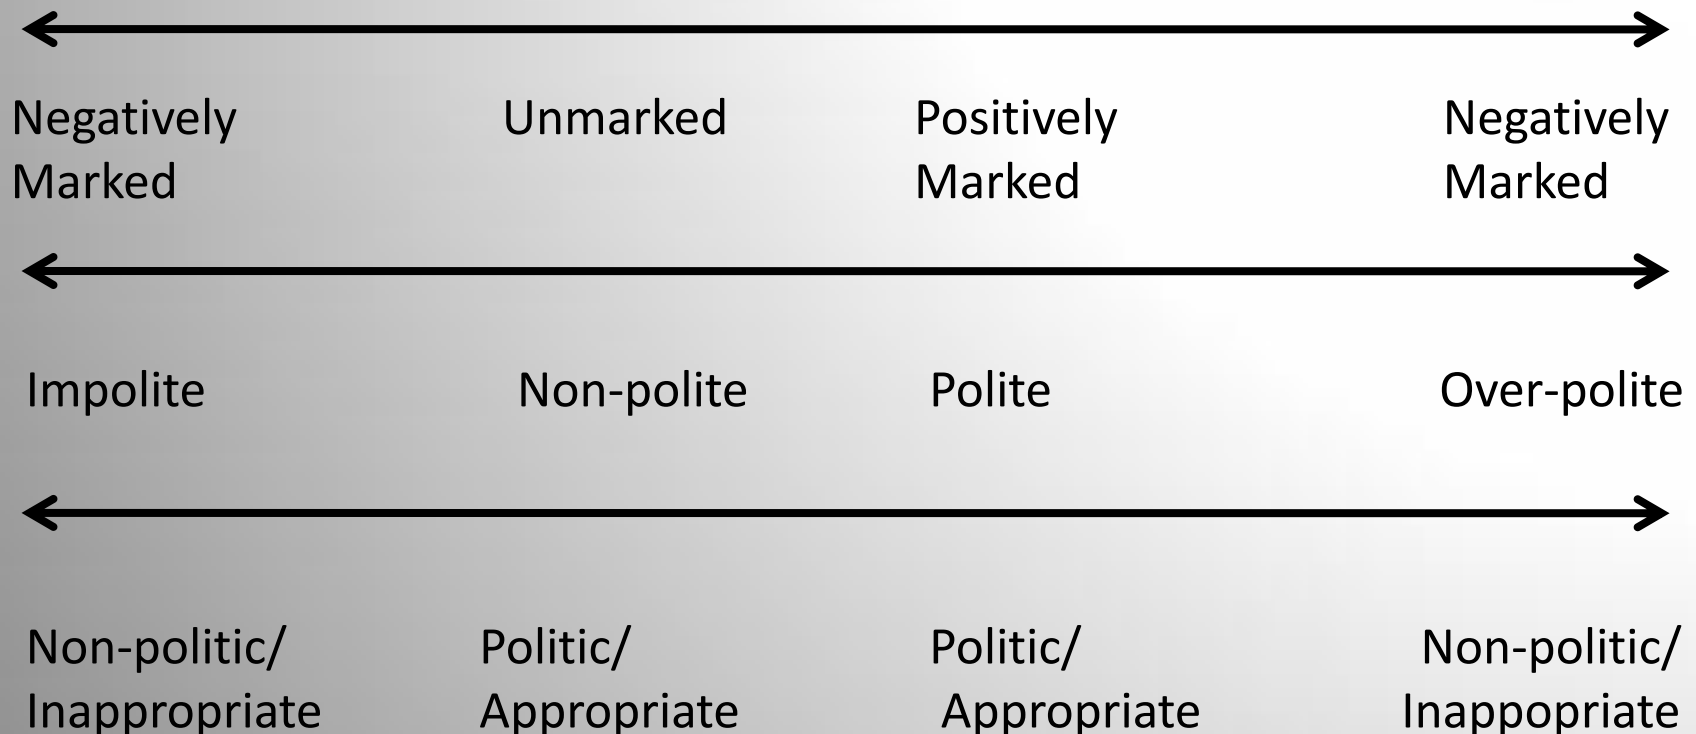 Negatively Marked
Unmarked
Positively Marked
Negatively Marked
Impolite
Non-polite
Polite
Over-polite
Non-politic/
Inappropriate
Politic/
Appropriate
Politic/
Appropriate
Non-politic/
Inappopriate